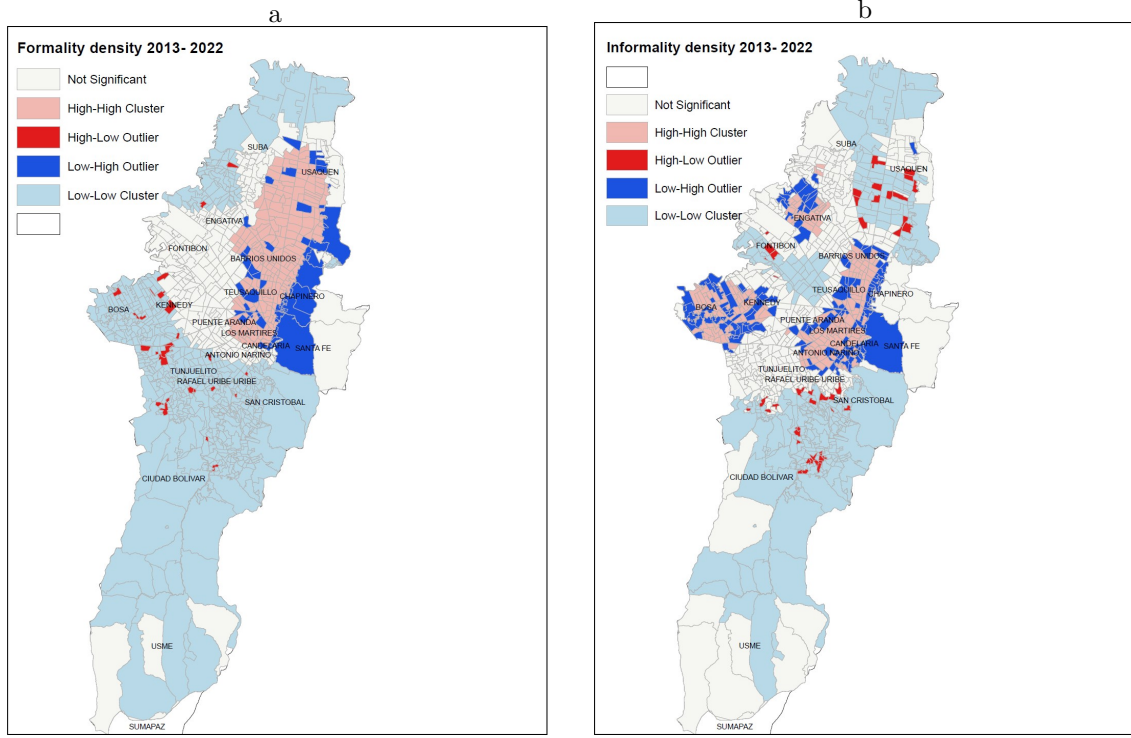 a
Formality density 2013- 2022
Not Significant
High-High Cluster
High-Low Outlier
Low-High Outlier
Low-Low Cluster
SUBA
USAQUEN
ENGATIVA
FONTIBON
BARRIOS UNIDOS
TEUSAQUILLO
CHAPINERO
BOSA
KENNEDY
PUENTE ARANDA
LOS MARTIRES
CANDELARIA
SANTA FE
ANTONIO NARIÑO
TUNJUELITO
RAFAEL URIBE URIBE
SAN CRISTOBAL
CIUDAD BOLIVAR
USME
SUMAPAZ
b
Informality density 2013- 2022
Not Significant
High-High Cluster
High-Low Outlier
Low-High Outlier
Low-Low Cluster
SUBA
USAQUEN
ENGATIVA
FONTIBON
BARRIOS UNIDOS
TEUSAQUILLO
CHAPINERO
BOSA
KENNEDY
PUENTE ARANDA
LOS MARTIRES
CANDELARIA
SANTA FE
ANTONIO NARIÑO
TUNJUELITO
RAFAEL URIBE URIBE
SAN CRISTOBAL
CIUDAD BOLIVAR
USME
SUMAPAZ